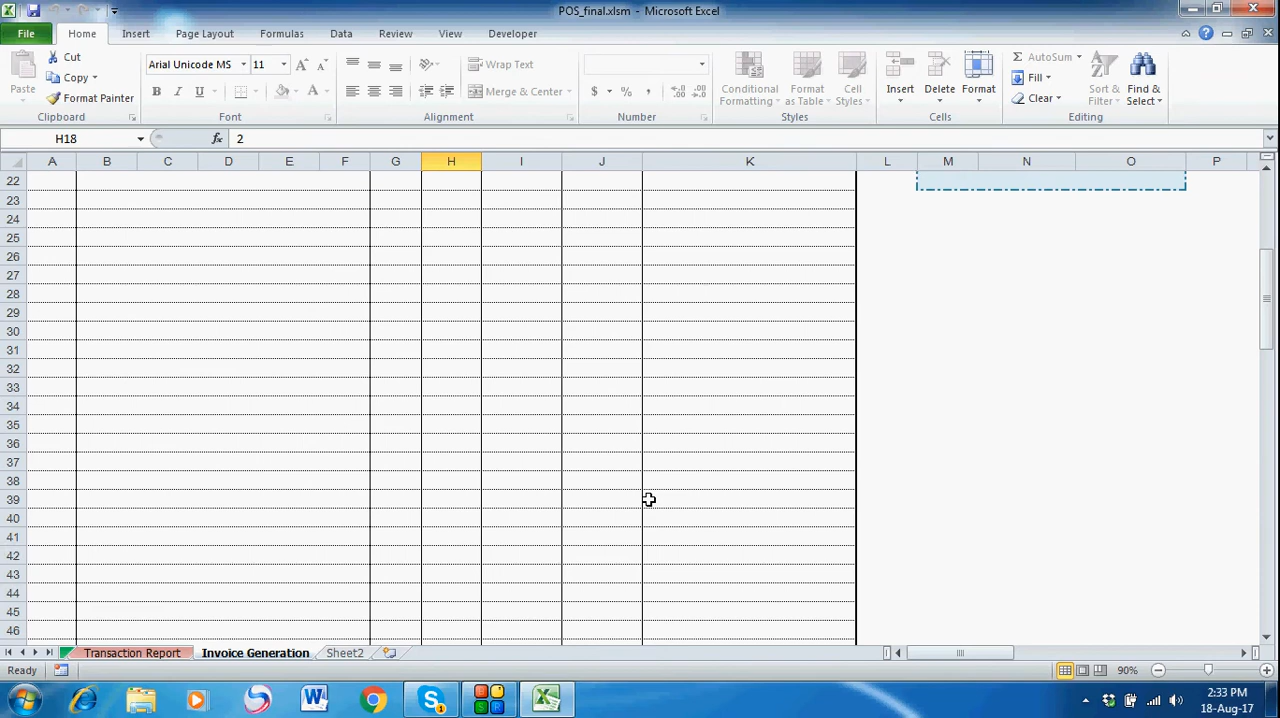 POS_final.xlsm - Microsoft Excel
File Home Insert Page Layout Formulas Data Review View Developer
Paste
Cut
Copy
Format Painter
Clipboard
Arial Unicode MS 11
B I U
Font
Wrap Text
Merge & Center
Alignment
$ % ,
Number
Conditional Formatting
Format as Table
Cell Styles
Styles
Insert
Delete
Format
Cells
Σ AutoSum
Fill
Clear
Sort & Filter
Find & Select
Editing
H18 fx 2
A B C D E F G H I J K L M N O P
22
23
24
25
26
27
28
29
30
31
32
33
34
35
36
37
38
39
40
41
42
43
44
45
46
Transaction Report Invoice Generation Sheet2
Ready 90%
2:33 PM
18-Aug-17